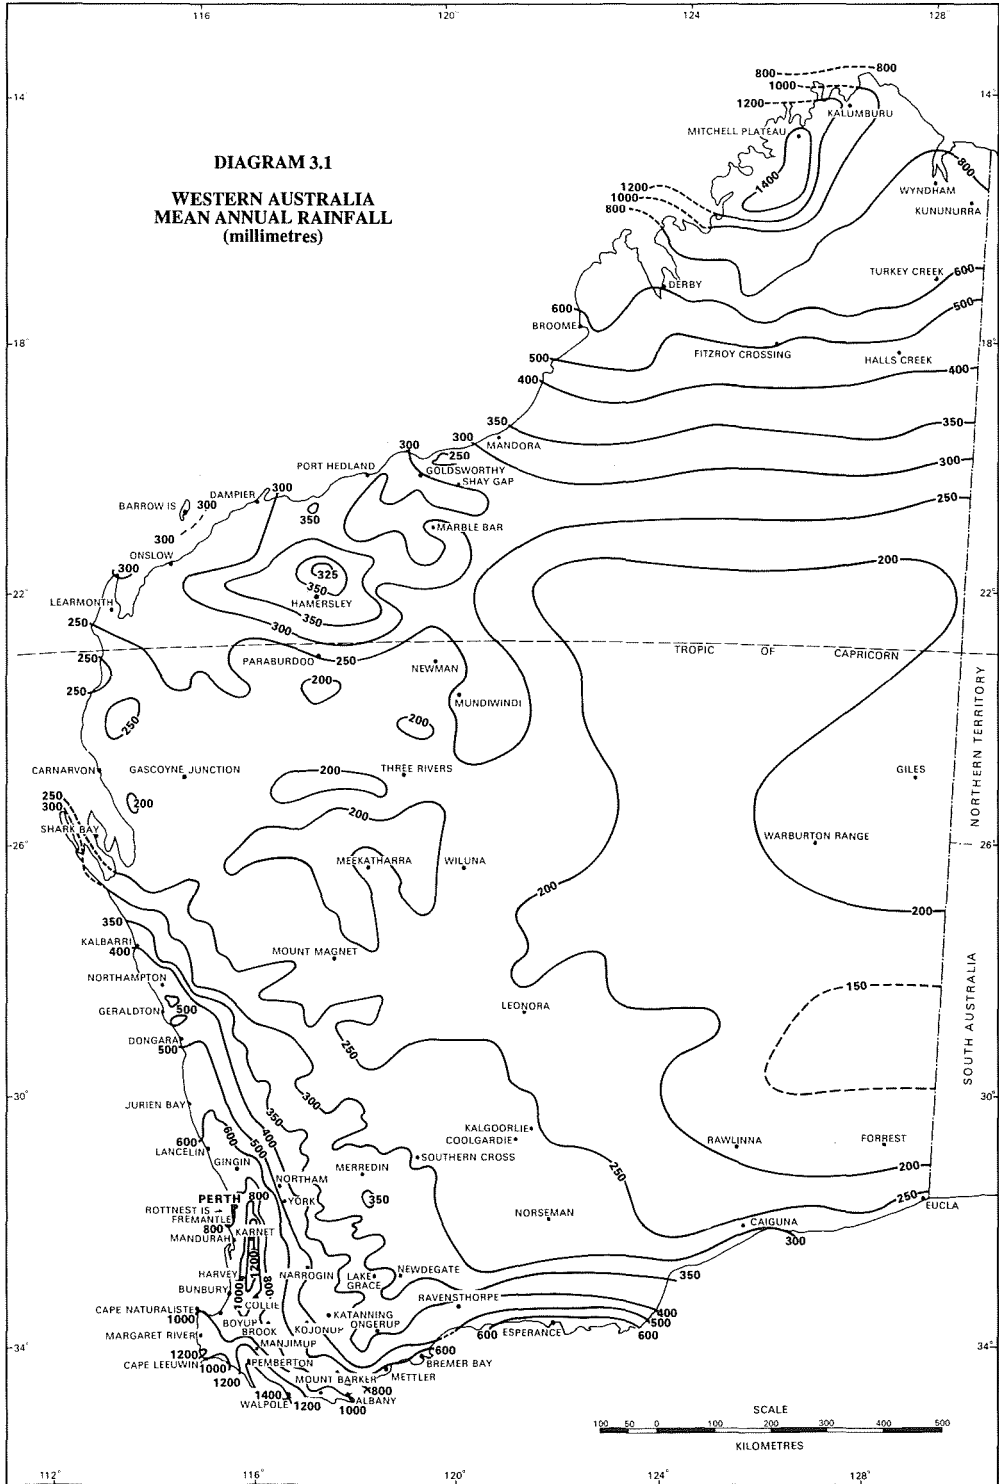 116°
120°
124
128°
800
800
1000
14°
14°
1200
KALUMBURU
MITCHELL PLATEAU
DIAGRAM 3.1
WESTERN AUSTRALIA
MEAN ANNUAL RAINFALL
(millimetres)
800
1400
1200
1000
800
WYNDHAM
KUNUNURRA
600
TURKEY CREEK
DERBY
500
600
BROOME
18°
18°
FITZROY CROSSING
HALLS CREEK
500
400
400
350
350
300
300
MANDORA
250
300
PORT HEDLAND
GOLDSWORTHY
SHAY GAP
300
DAMPIER
250
BARROW IS
300
350
MARBLE BAR
300
ONSLOW
200
300
325
350
22°
22°
LEARMONTH
HAMERSLEY
350
250
300
TROPIC OF CAPRICORN
250
PARABURDOO
250
NEWMAN
200
250
MUNDIWINDI
250
200
NORTHERN TERRITORY
CARNARVON
GASCOYNE JUNCTION
200
THREE RIVERS
GILES
250
300
200
200
SHARK BAY
WARBURTON RANGE
26°
26°
MEEKATHARRA
WILUNA
200
200
350
KALBARRI
400
MOUNT MAGNET
NORTHAMPTON
150
SOUTH AUSTRALIA
GERALDTON
500
LEONORA
DONGARA
500
250
30°
30°
JURIEN BAY
300
350
600
600
400
KALGOORLIE
COOLGARDIE
RAWLINNA
FORREST
LANCELIN
500
GINGIN
MERREDIN
SOUTHERN CROSS
250
200
NORTHAM
PERTH
800
YORK
350
250
EUCLA
ROTTNEST IS
FREMANTLE
NORSEMAN
CAIGUNA
800
KARNET
MANDURAH
300
1200
HARVEY
NARROGIN
LAKE
GRACE
NEWDEGATE
350
1000
800
BUNBURY
RAVENSTHORPE
COLLIE
CAPE NATURALISTE
400
1000
KATANNING
500
BOYUP
BROOK
KOJONUP
ONGERUP
600
ESPERANCE
600
MARGARET RIVER
MANJIMUP
34°
34°
1200
600
CAPE LEEUWIN
1000
PEMBERTON
BREMER BAY
1200
MOUNT BARKER
METTLER
800
1400
ALBANY
WALPOLE
1200
1000
SCALE
100 50 0 100 200 300 400 500
KILOMETRES
112°
116°
120°
124°
128°